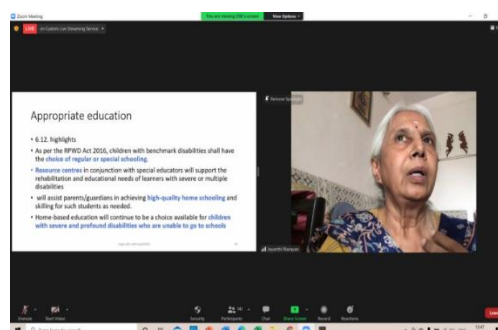 Zoom Meeting
You are viewing DSE's screen
View Options
LIVE
on Custom Live Streaming Service
Appropriate education
• 6.12. highlights
• As per the RPWD Act 2016, children with benchmark disabilities shall have
the choice of regular or special schooling.
• Resource centres in conjunction with special educators will support the
rehabilitation and educational needs of learners with severe or multiple
disabilities
• will assist parents/guardians in achieving high-quality home schooling and
skilling for such students as needed.
• Home-based education will continue to be a choice available for children
with severe and profound disabilities who are unable to go to schools
Jayanthi Narayan
Unmute
Start Video
Security
Participants
Chat
Share Screen
Record
Reactions